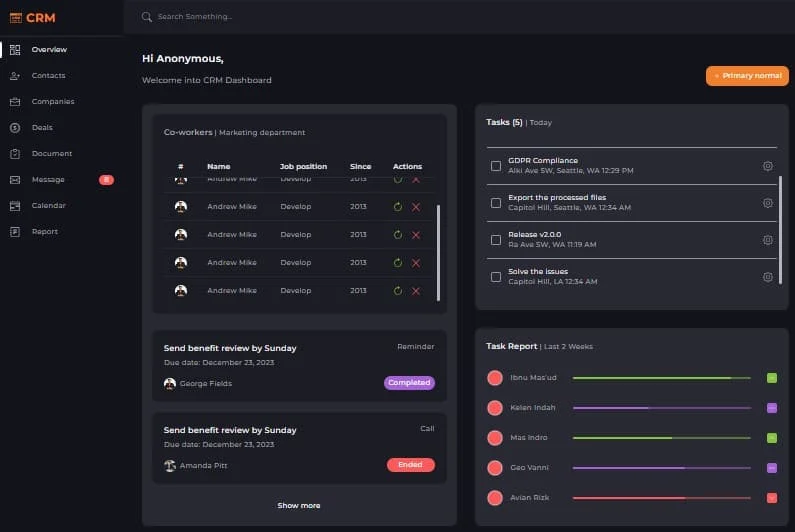 CRM
Search Something...
Overview
Contacts
Companies
Deals
Document
Message
Calendar
Report
Hi Anonymous,
Welcome into CRM Dashboard
+ Primary normal
Co-workers | Marketing department
# Name Job position Since Actions
Andrew Mike Develop 2013
Andrew Mike Develop 2013
Andrew Mike Develop 2013
Andrew Mike Develop 2013
Andrew Mike Develop 2013
Send benefit review by Sunday Reminder
Due date: December 23, 2023
George Fields Completed
Send benefit review by Sunday Call
Due date: December 23, 2023
Amanda Pitt Ended
Show more
Tasks (5) | Today
GDPR Compliance
Alki Ave SW, Seattle, WA 12:29 PM
Export the processed files
Capitol Hill, Seattle, WA 12:34 AM
Release v2.0.0
Ra Ave SW, WA 11:19 AM
Solve the issues
Capitol Hill, LA 12:34 AM
Task Report | Last 2 Weeks
Ibnu Mas'ud
Kelen Indah
Mas Indro
Geo Vanni
Avian Rizk